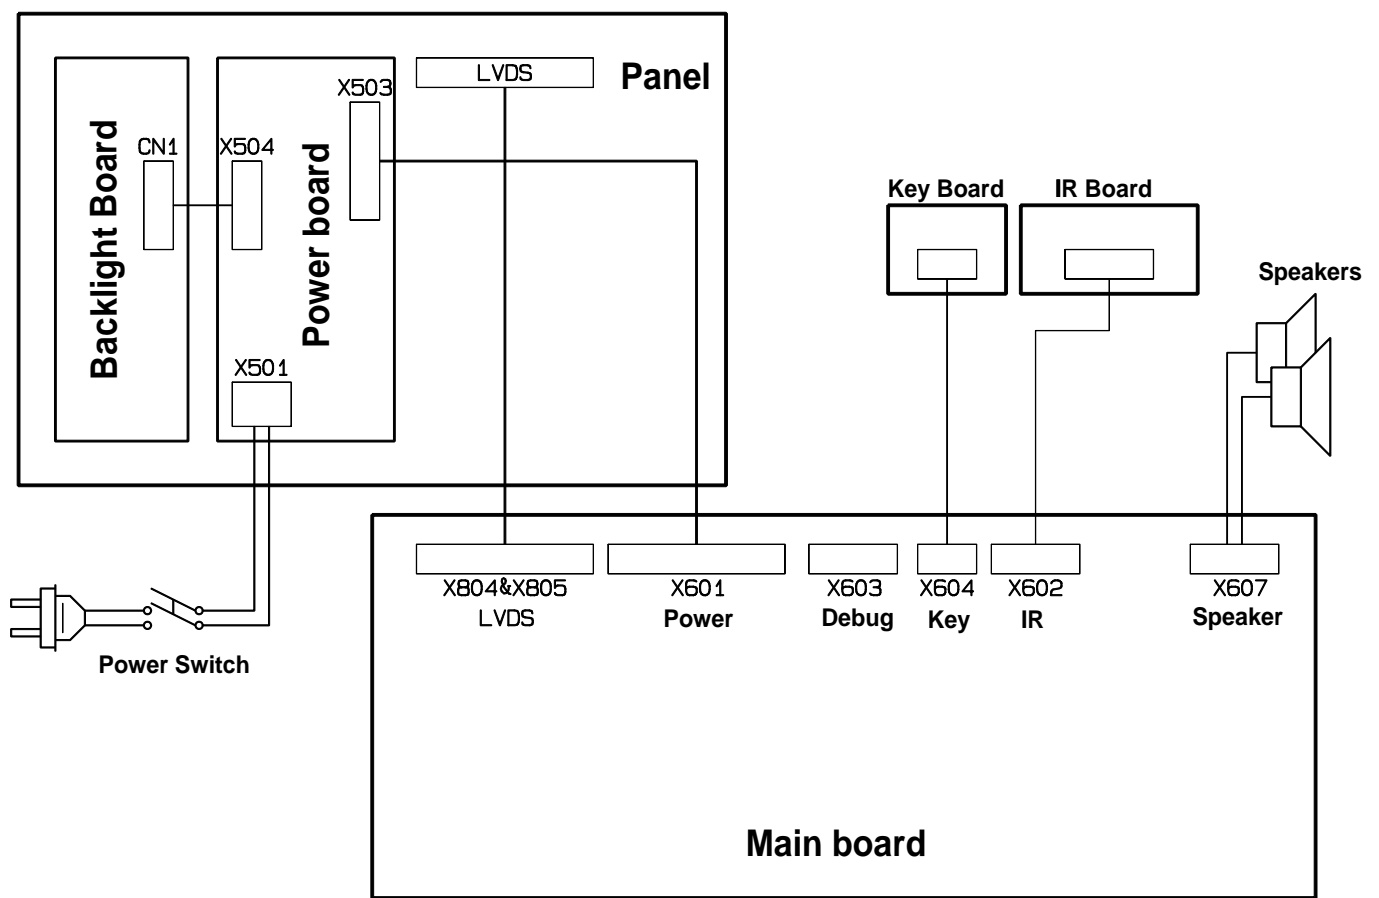 LVDS
Panel
X503
CN1
X504
Backlight Board
Power board
X501
Key Board
IR Board
Speakers
X804&X805
X601
X603
X604
X602
X607
LVDS
Power
Debug
Key
IR
Speaker
Power Switch
Main board